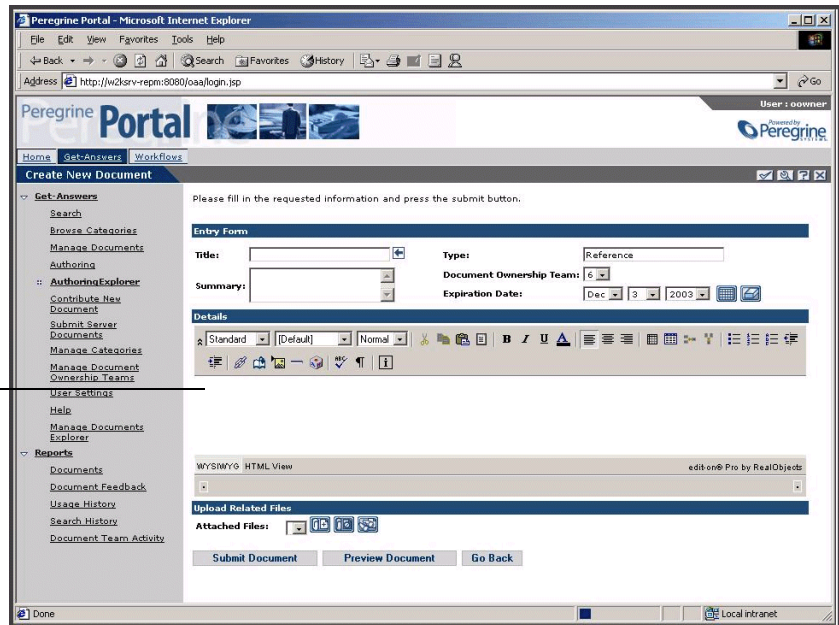 Peregrine Portal - Microsoft Internet Explorer
File Edit View Favorites Tools Help
Back Search Favorites History
Address http://w2ksrv-repm:8080/oaa/login.jsp Go
Peregrine Portal
User : oowner
Powered by
Peregrine
SYSTEMS
Home Get-Answers Workflows
Create New Document
Get-Answers
Search
Browse Categories
Manage Documents
Authoring
AuthoringExplorer
Contribute New
Document
Submit Server
Documents
Manage Categories
Manage Document
Ownership Teams
User Settings
Help
Manage Documents
Explorer
Reports
Documents
Document Feedback
Usage History
Search History
Document Team Activity
Please fill in the requested information and press the submit button.
Entry Form
Title: Type: Reference
Summary: Document Ownership Team: 6
Expiration Date: Dec 3 2003
Details
Standard [Default] Normal B I U A
ABC ¶ i
WYSIWYG HTML View edit-on® Pro by RealObjects
Upload Related Files
Attached Files:
Submit Document Preview Document Go Back
Done Local intranet